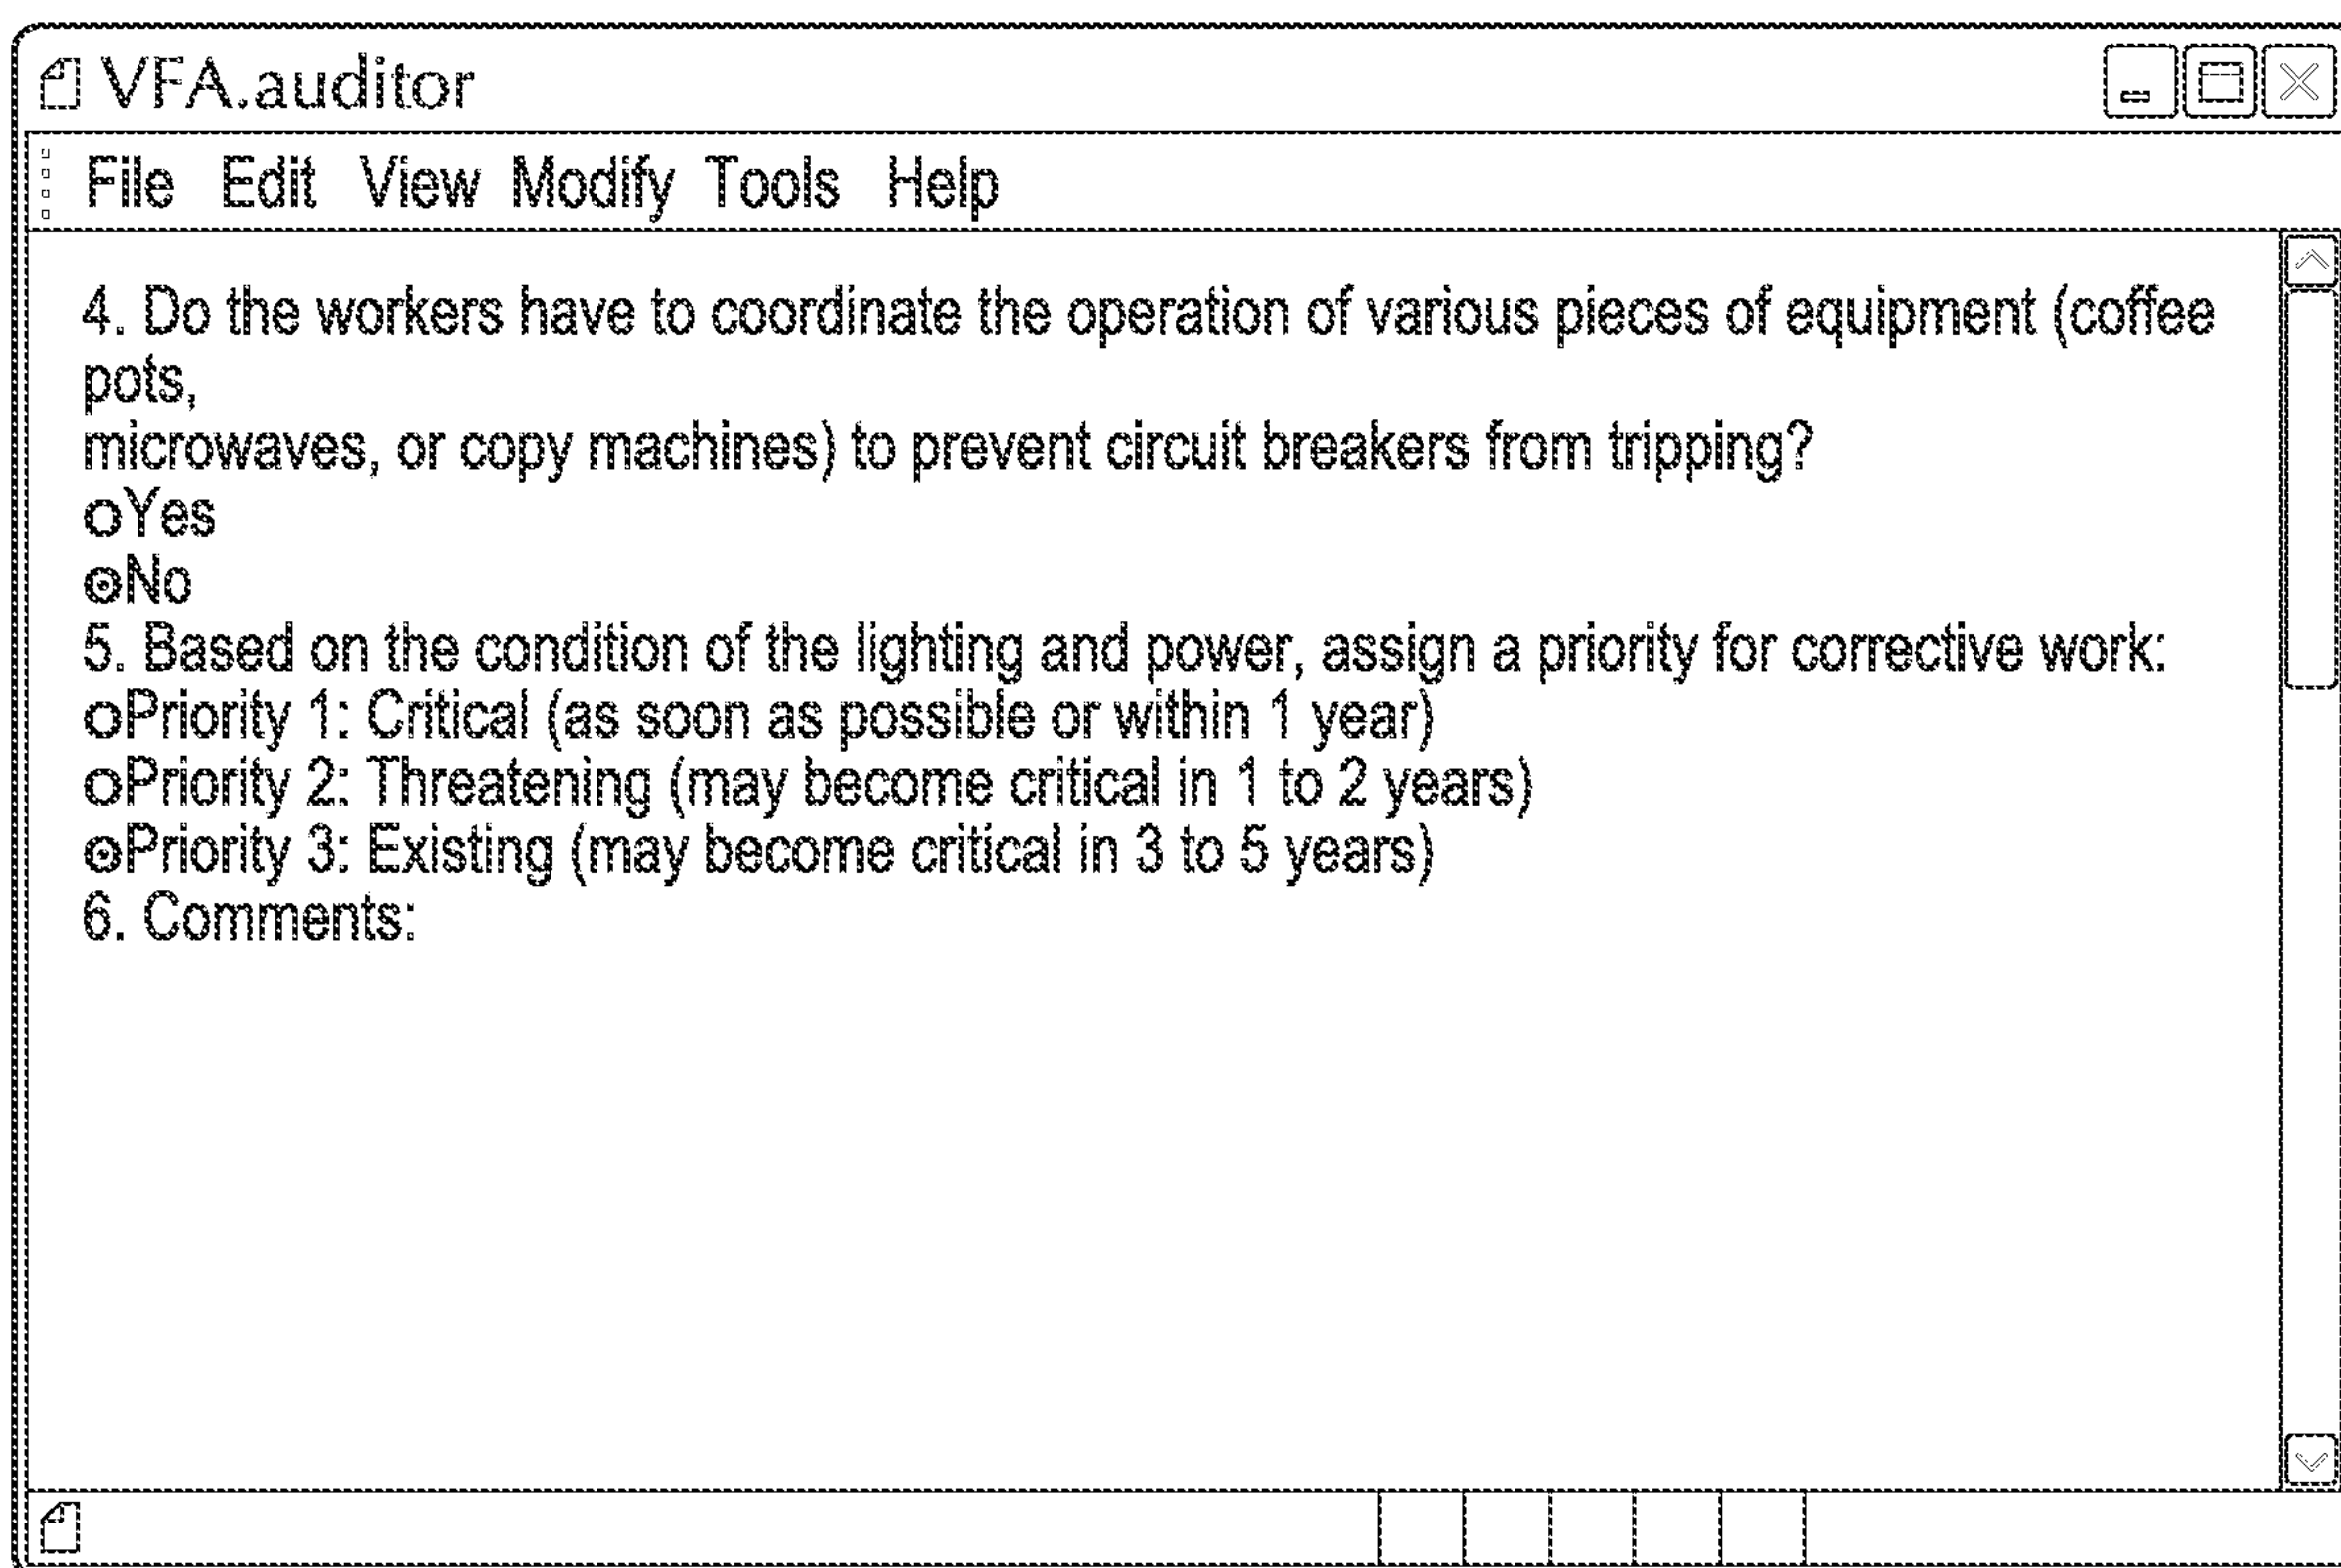 VFA.auditor
File Edit View Modify Tools Help
4. Do the workers have to coordinate the operation of various pieces of equipment (coffee
pots,
microwaves, or copy machines) to prevent circuit breakers from tripping?
Yes
No
5. Based on the condition of the lighting and power, assign a priority for corrective work:
Priority 1: Critical (as soon as possible or within 1 year)
Priority 2: Threatening (may become critical in 1 to 2 years)
Priority 3: Existing (may become critical in 3 to 5 years)
6. Comments: